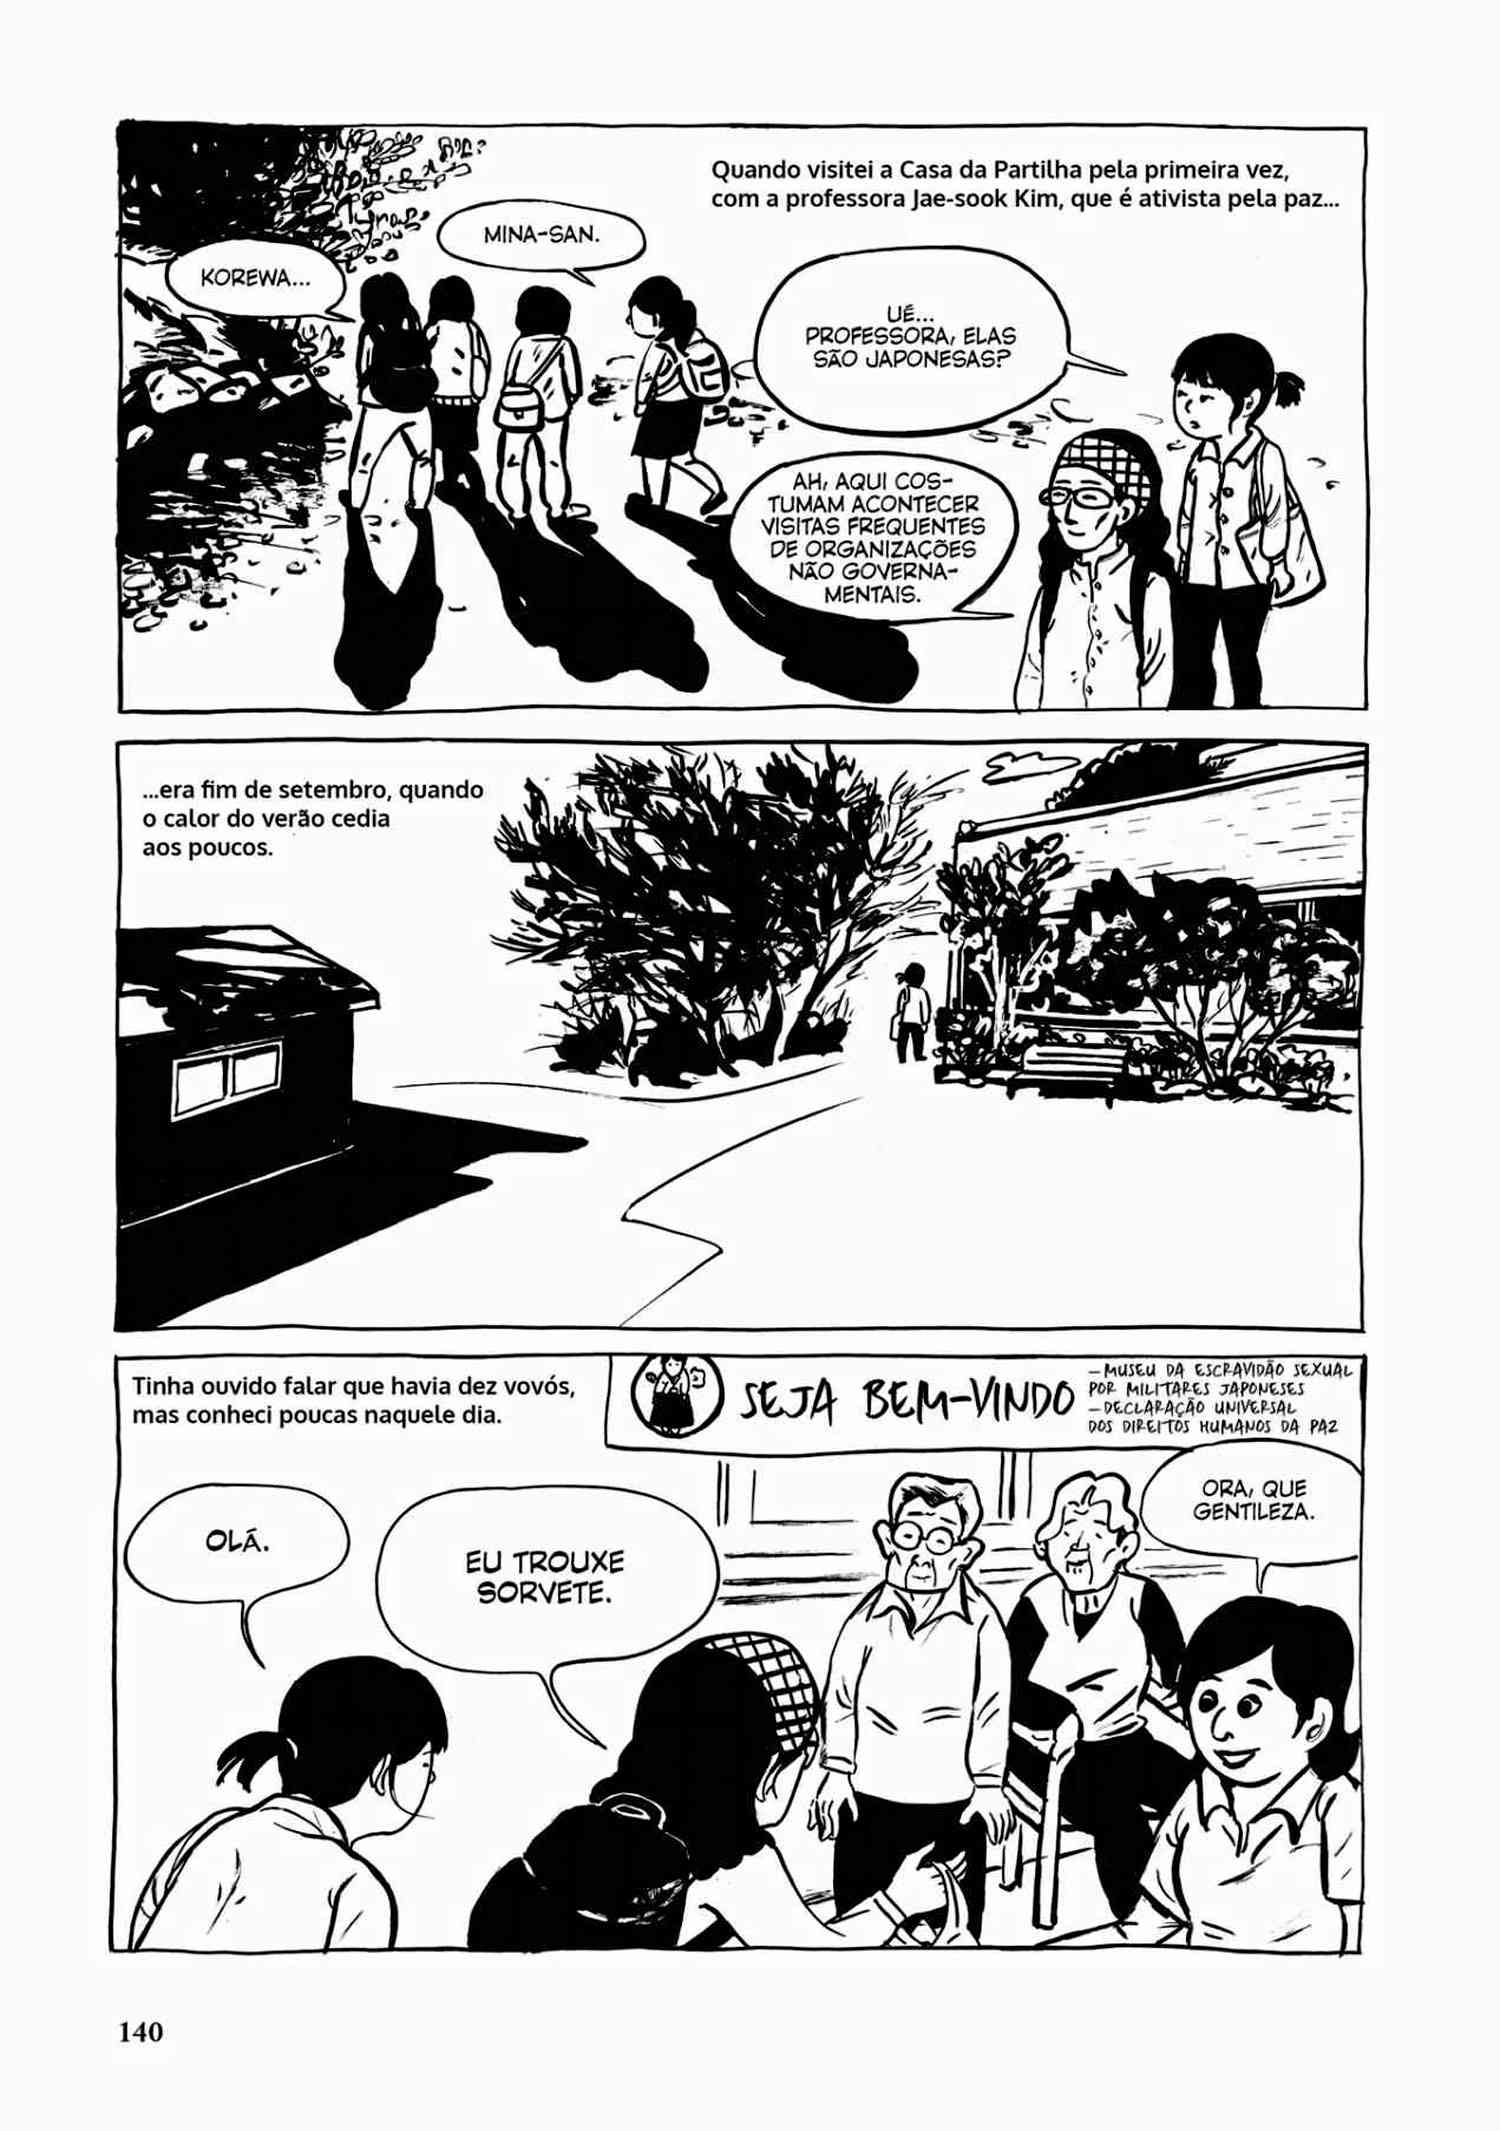 Quando visitei a Casa da Partilha pela primeira vez,
com a professora Jae-sook Kim, que é ativista pela paz...
MINA-SAN.
KOREWA...
UÉ...
PROFESSORA, ELAS
SÃO JAPONESAS?
AH, AQUI COS-
TUMAM ACONTECER
VISITAS FREQUENTES
DE ORGANIZAÇÕES
NÃO GOVERNA-
MENTAIS.
...era fim de setembro, quando
o calor do verão cedia
aos poucos.
Tinha ouvido falar que havia dez vovós,
mas conheci poucas naquele dia.
SEJA BEM-VINDO
-MUSEU DA ESCRAVIDÃO SEXUAL
POR MILITARES JAPONESES
-DECLARAÇÃO UNIVERSAL
DOS DIREITOS HUMANOS DA PAZ
ORA, QUE
GENTILEZA.
OLÁ.
EU TROUXE
SORVETE.
140